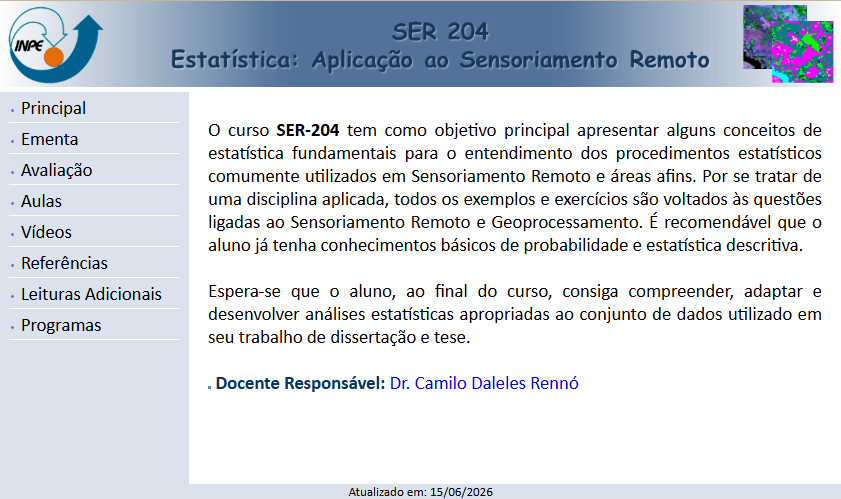 INPE
SER 204
Estatística: Aplicação ao Sensoriamento Remoto
Principal
Ementa
Avaliação
Aulas
Vídeos
Referências
Leituras Adicionais
Programas
O curso SER-204 tem como objetivo principal apresentar alguns conceitos de
estatística fundamentais para o entendimento dos procedimentos estatísticos
comumente utilizados em Sensoriamento Remoto e áreas afins. Por se tratar de
uma disciplina aplicada, todos os exemplos e exercícios são voltados às questões
ligadas ao Sensoriamento Remoto e Geoprocessamento. É recomendável que o
aluno já tenha conhecimentos básicos de probabilidade e estatística descritiva.
Espera-se que o aluno, ao final do curso, consiga compreender, adaptar e
desenvolver análises estatísticas apropriadas ao conjunto de dados utilizado em
seu trabalho de dissertação e tese.
Docente Responsável: Dr. Camilo Daleles Rennó
Atualizado em: 15/06/2026